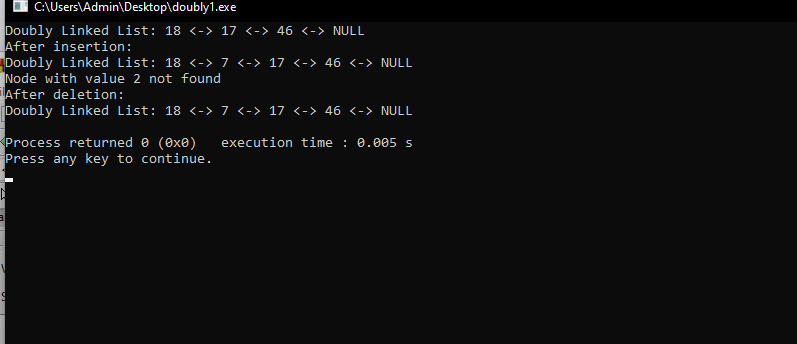 C:\Users\Admin\Desktop\doubly1.exe
Doubly Linked List: 18 <-> 17 <-> 46 <-> NULL
After insertion:
Doubly Linked List: 18 <-> 7 <-> 17 <-> 46 <-> NULL
Node with value 2 not found
After deletion:
Doubly Linked List: 18 <-> 7 <-> 17 <-> 46 <-> NULL
Process returned 0 (0x0)   execution time : 0.005 s
Press any key to continue.